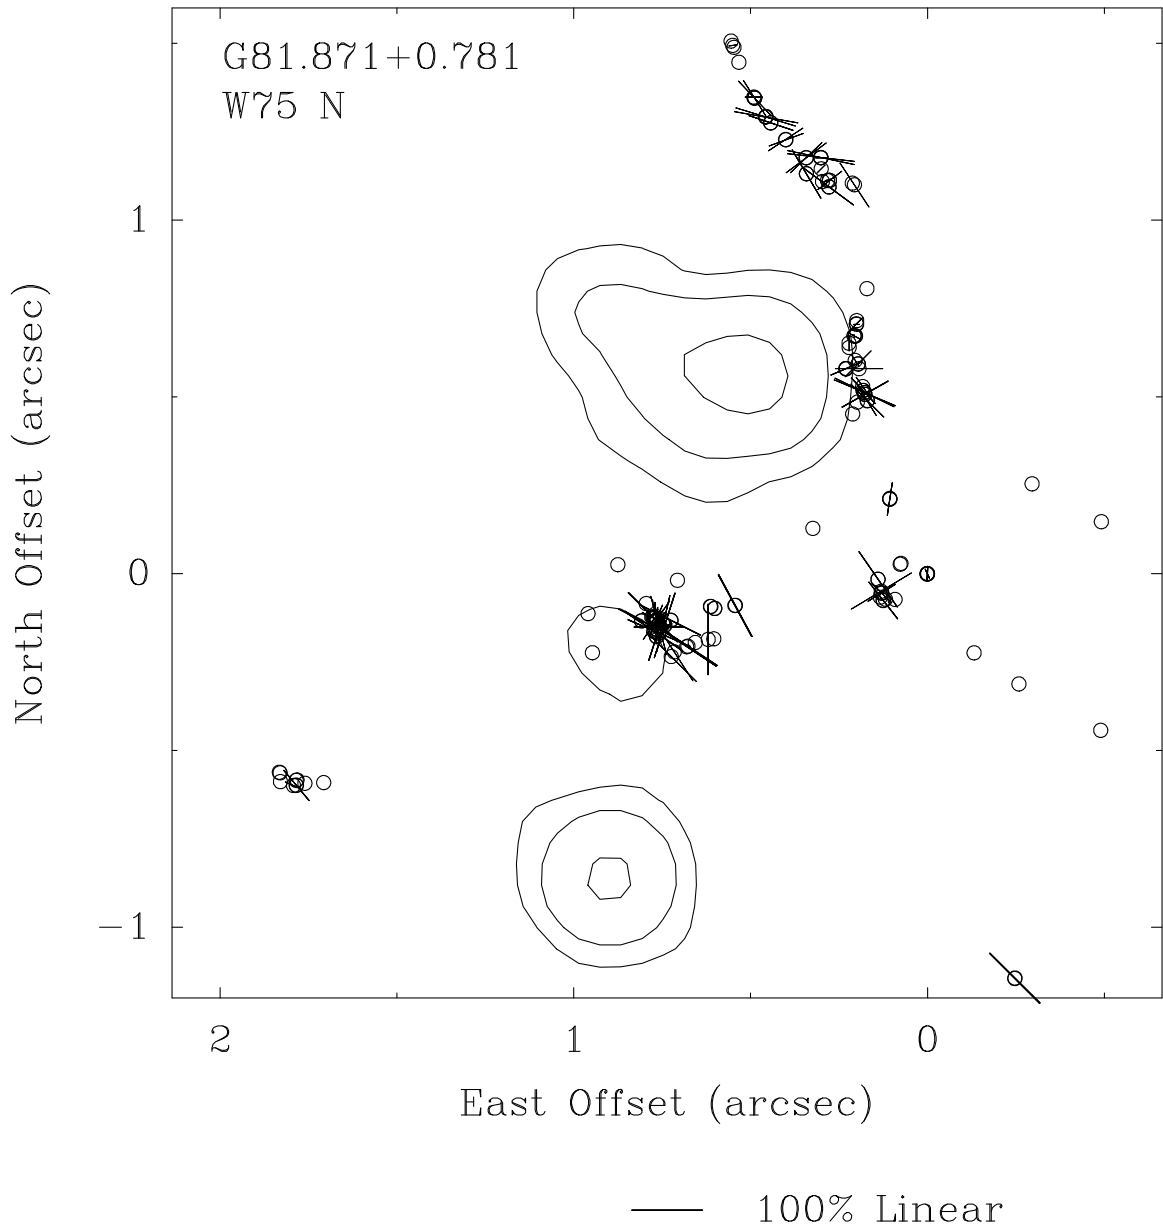 G81.871+0.781
W75 N
1
0
−1
North Offset (arcsec)
2 1 0
East Offset (arcsec)
100% Linear